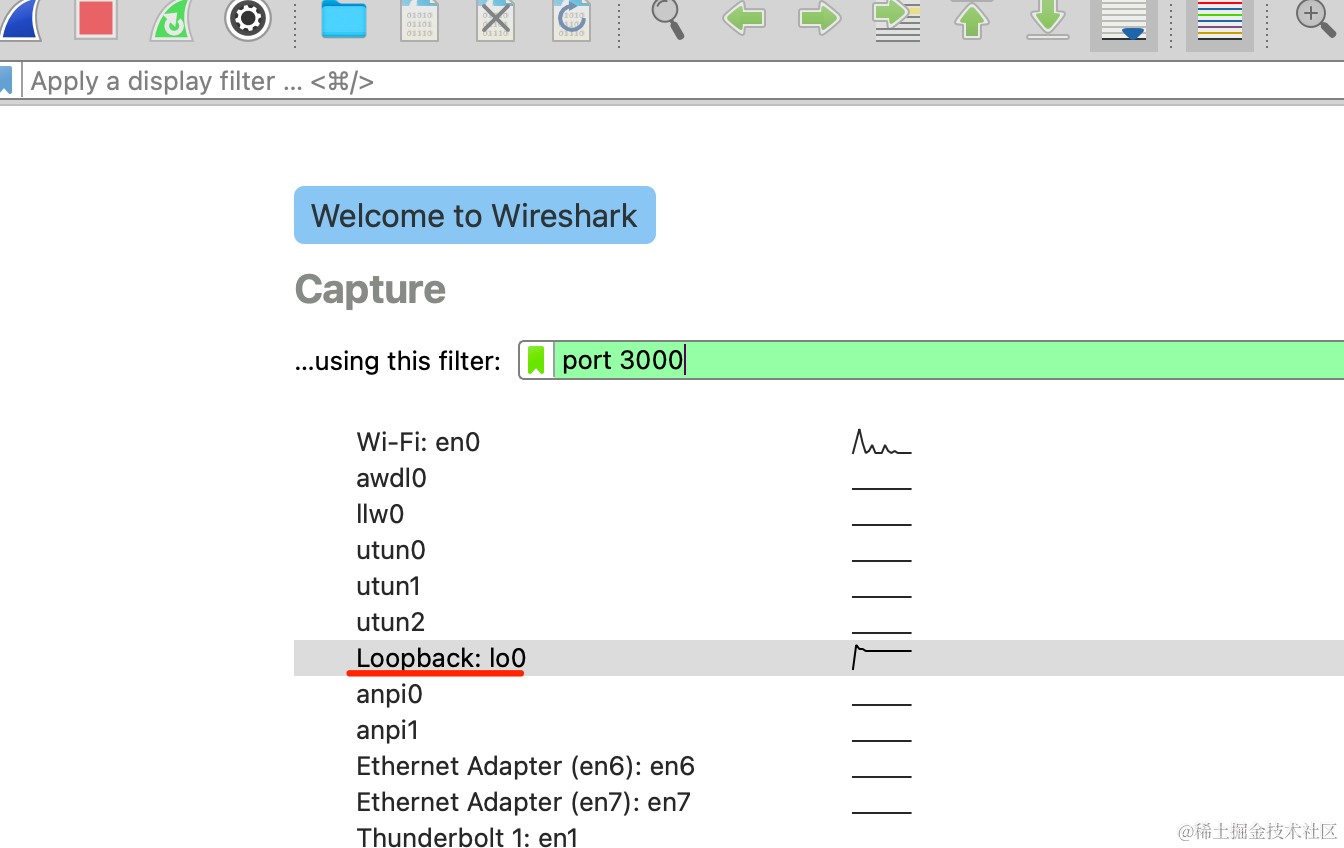 Apply a display filter ... <⌘/>
Welcome to Wireshark
Capture
...using this filter: port 3000
Wi-Fi: en0
awdl0
llw0
utun0
utun1
utun2
Loopback: lo0
anpi0
anpi1
Ethernet Adapter (en6): en6
Ethernet Adapter (en7): en7
Thunderbolt 1: en1
@稀土掘金技术社区